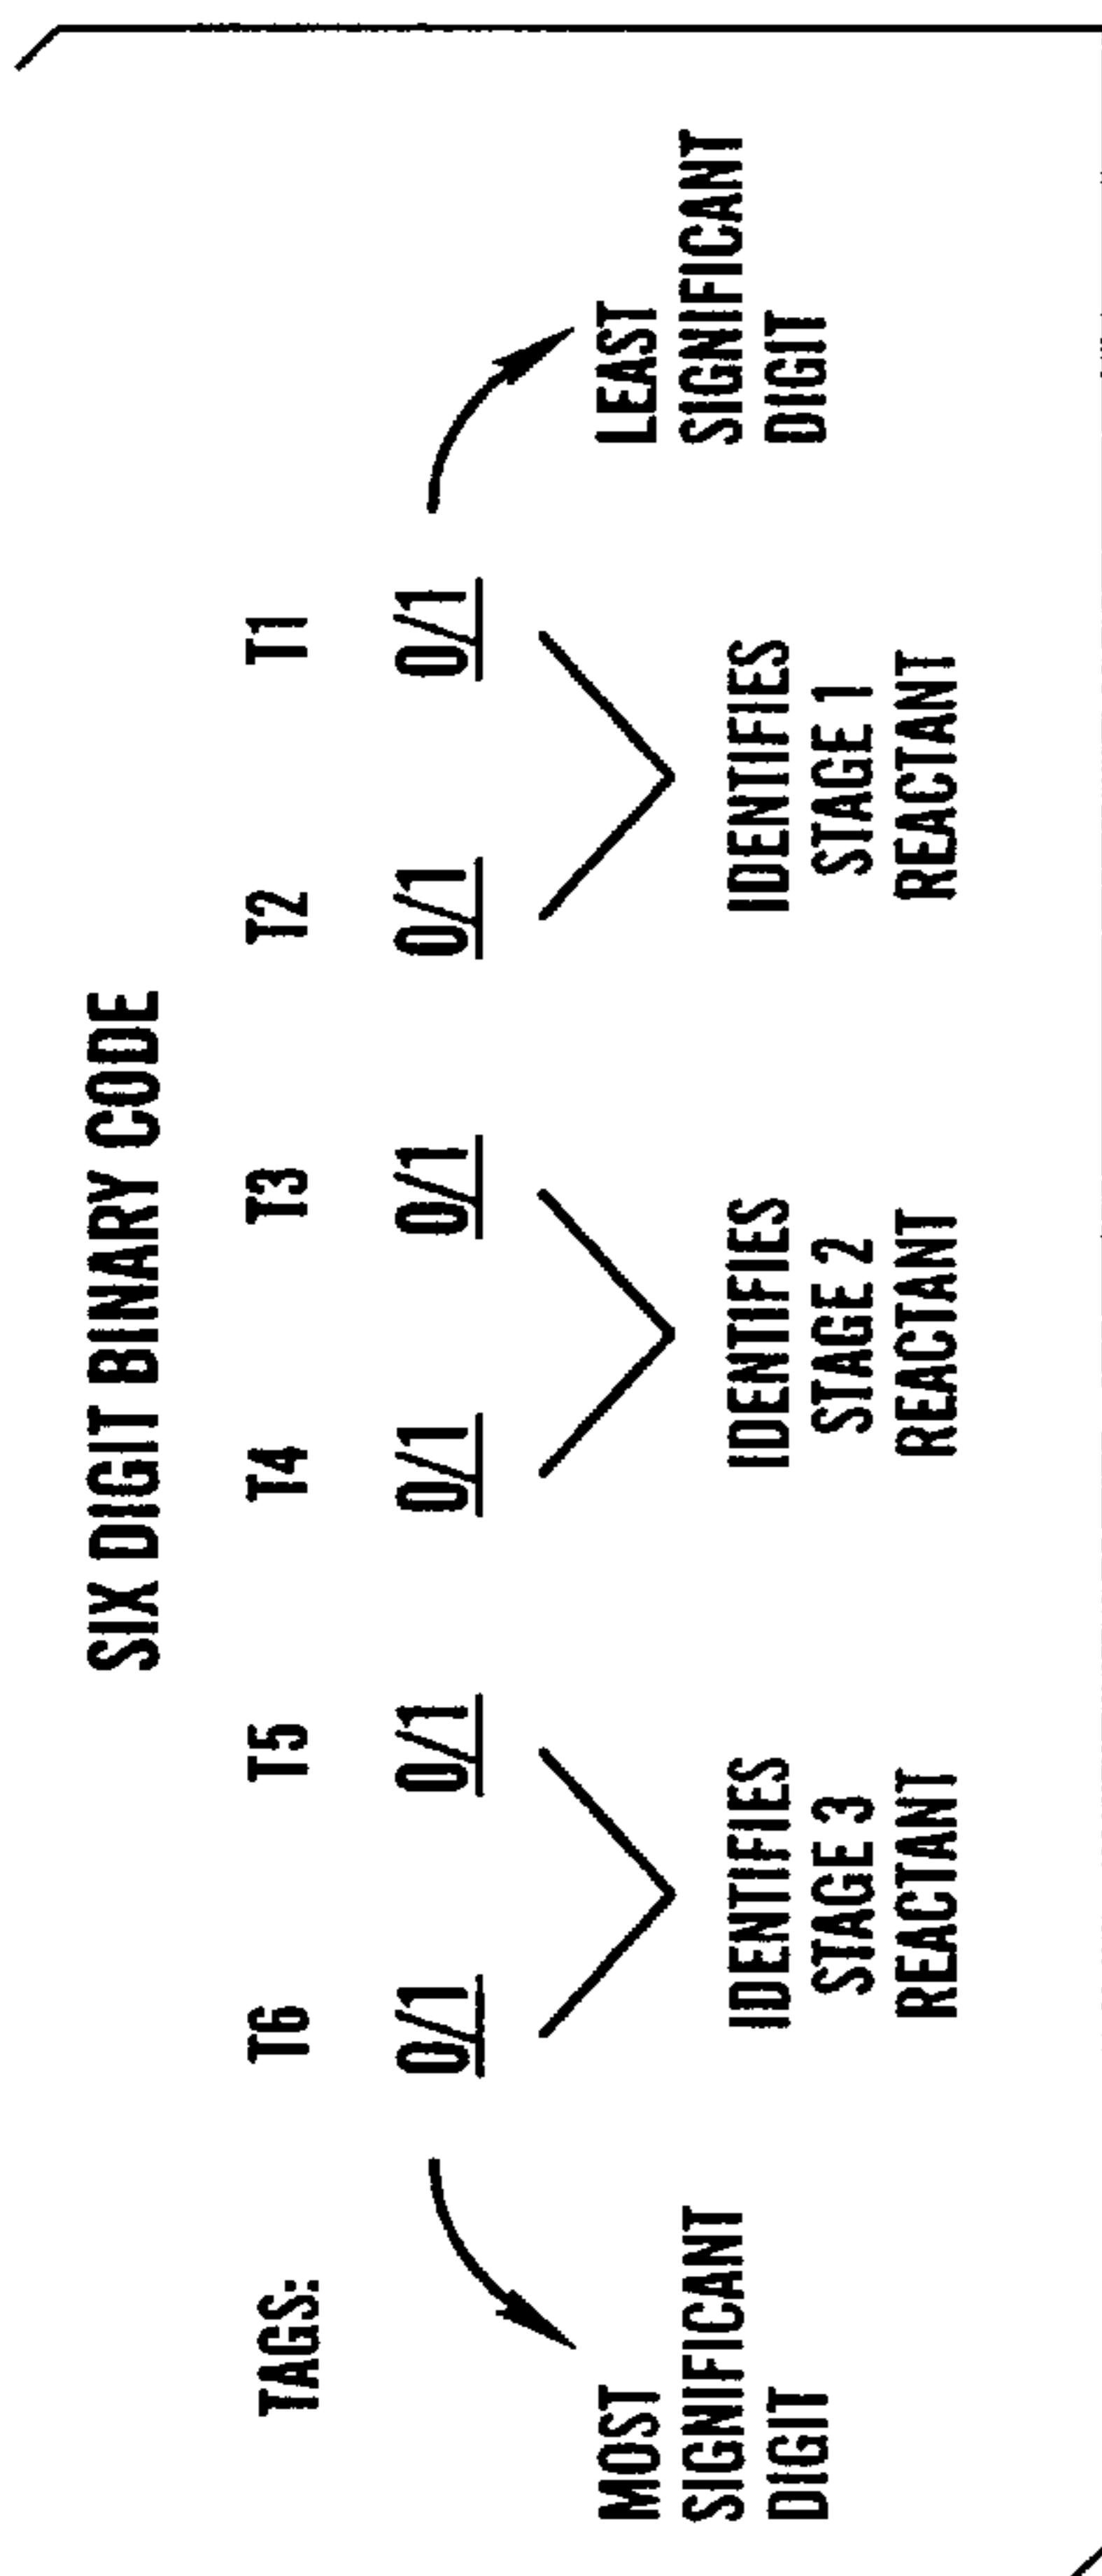 SIX DIGIT BINARY CODE
TAGS: T6 T5 T4 T3 T2 T1
0/1 0/1 0/1 0/1 0/1 0/1
MOST
SIGNIFICANT
DIGIT
IDENTIFIES
STAGE 3
REACTANT
IDENTIFIES
STAGE 2
REACTANT
IDENTIFIES
STAGE 1
REACTANT
LEAST
SIGNIFICANT
DIGIT